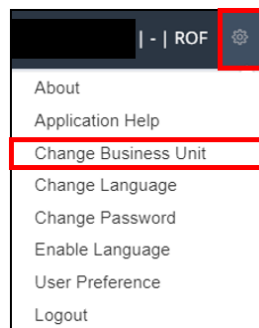 | - | ROF
About
Application Help
Change Business Unit
Change Language
Change Password
Enable Language
User Preference
Logout